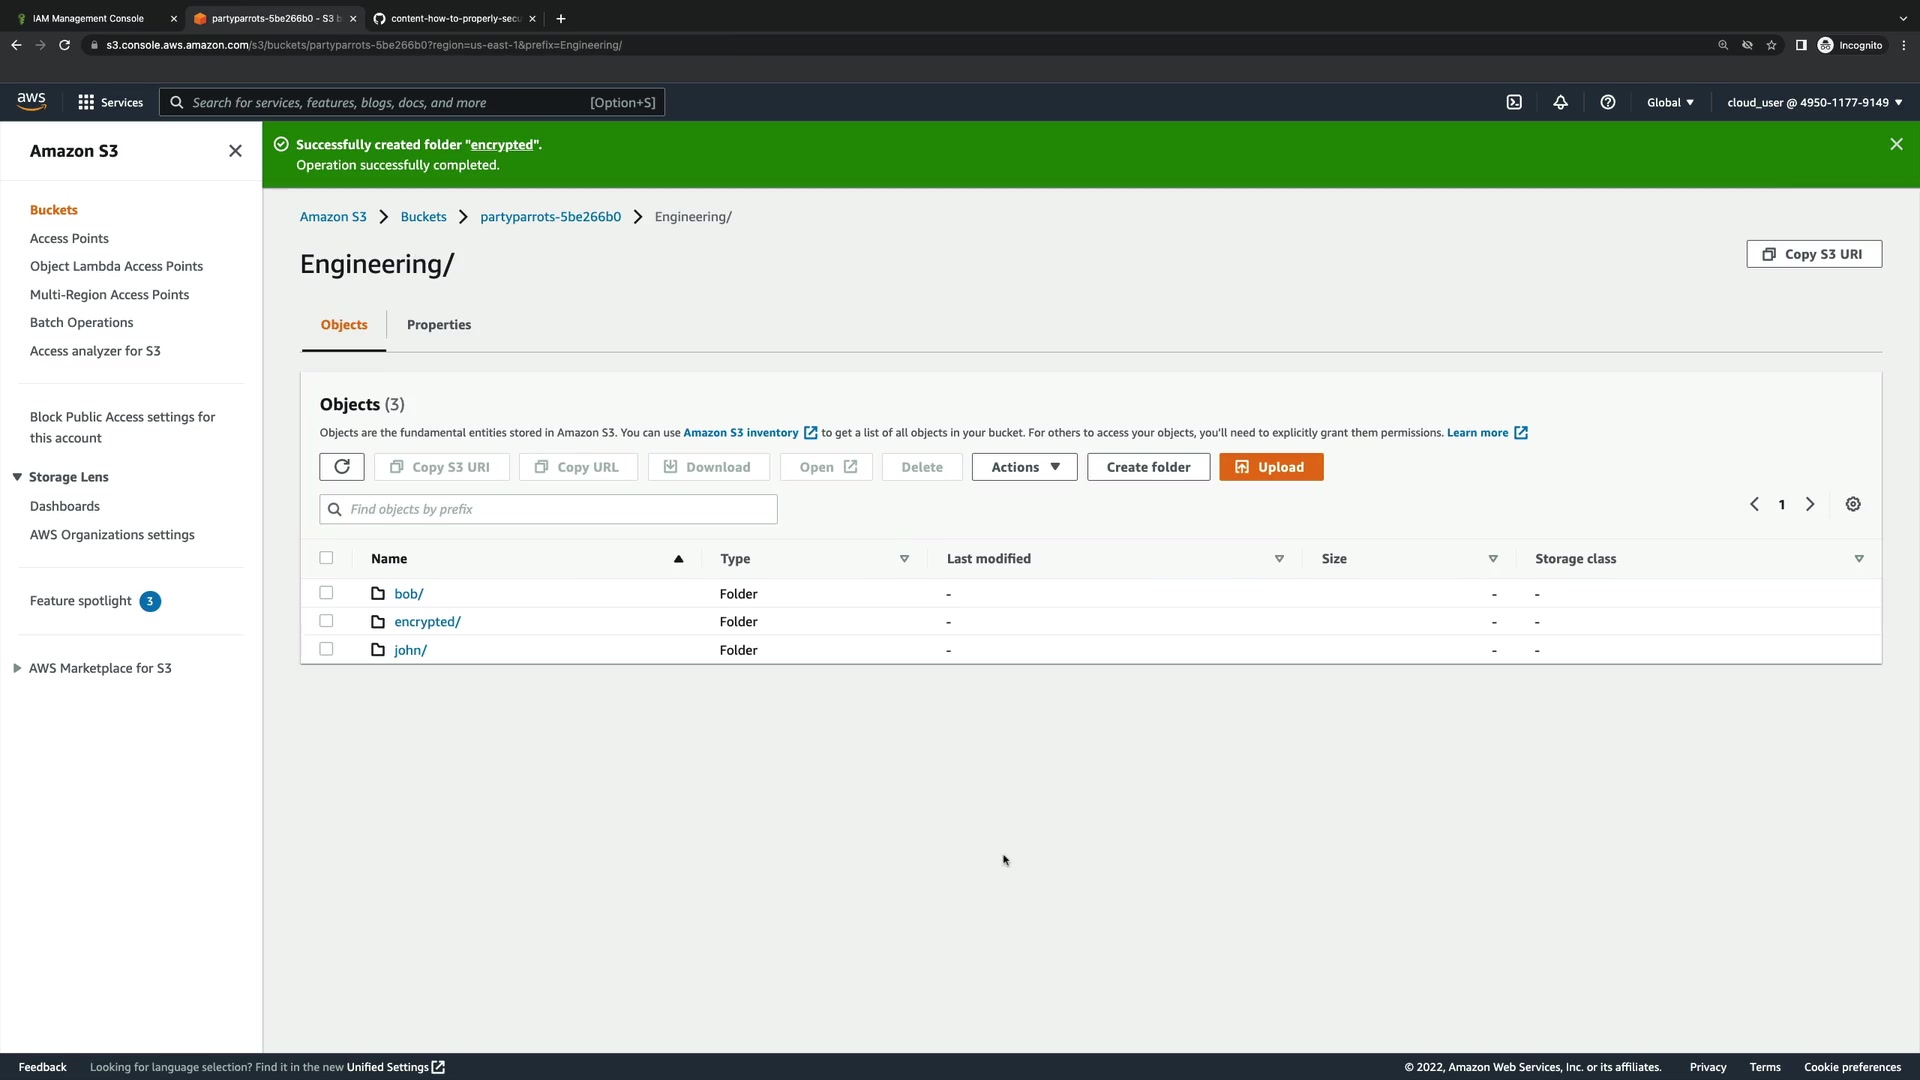 IAM Management Console
partyparrots-5be266b0 - S3 b
content-how-to-properly-secu
s3.console.aws.amazon.com/s3/buckets/partyparrots-5be266b0?region=us-east-1&prefix=Engineering/
Incognito
aws
Services
Search for services, features, blogs, docs, and more
[Option+S]
Global
cloud_user @ 4950-1177-9149
Amazon S3
Buckets
Access Points
Object Lambda Access Points
Multi-Region Access Points
Batch Operations
Access analyzer for S3
Block Public Access settings for
this account
Storage Lens
Dashboards
AWS Organizations settings
Feature spotlight 3
AWS Marketplace for S3
Successfully created folder "encrypted".
Operation successfully completed.
Amazon S3 > Buckets > partyparrots-5be266b0 > Engineering/
Engineering/
Copy S3 URI
Objects
Properties
Objects (3)
Objects are the fundamental entities stored in Amazon S3. You can use Amazon S3 inventory to get a list of all objects in your bucket. For others to access your objects, you'll need to explicitly grant them permissions. Learn more
Copy S3 URI
Copy URL
Download
Open
Delete
Actions
Create folder
Upload
Find objects by prefix
1
Name Type Last modified Size Storage class
bob/ Folder - - -
encrypted/ Folder - - -
john/ Folder - - -
Feedback
Looking for language selection? Find it in the new Unified Settings
© 2022, Amazon Web Services, Inc. or its affiliates.
Privacy
Terms
Cookie preferences